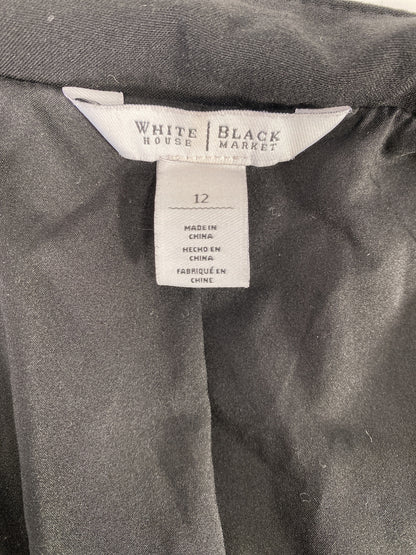 WHITE | BLACK
HOUSE | MARKET
12
MADE IN
CHINA
HECHO EN
CHINA
FABRIQUÉ EN
CHINE